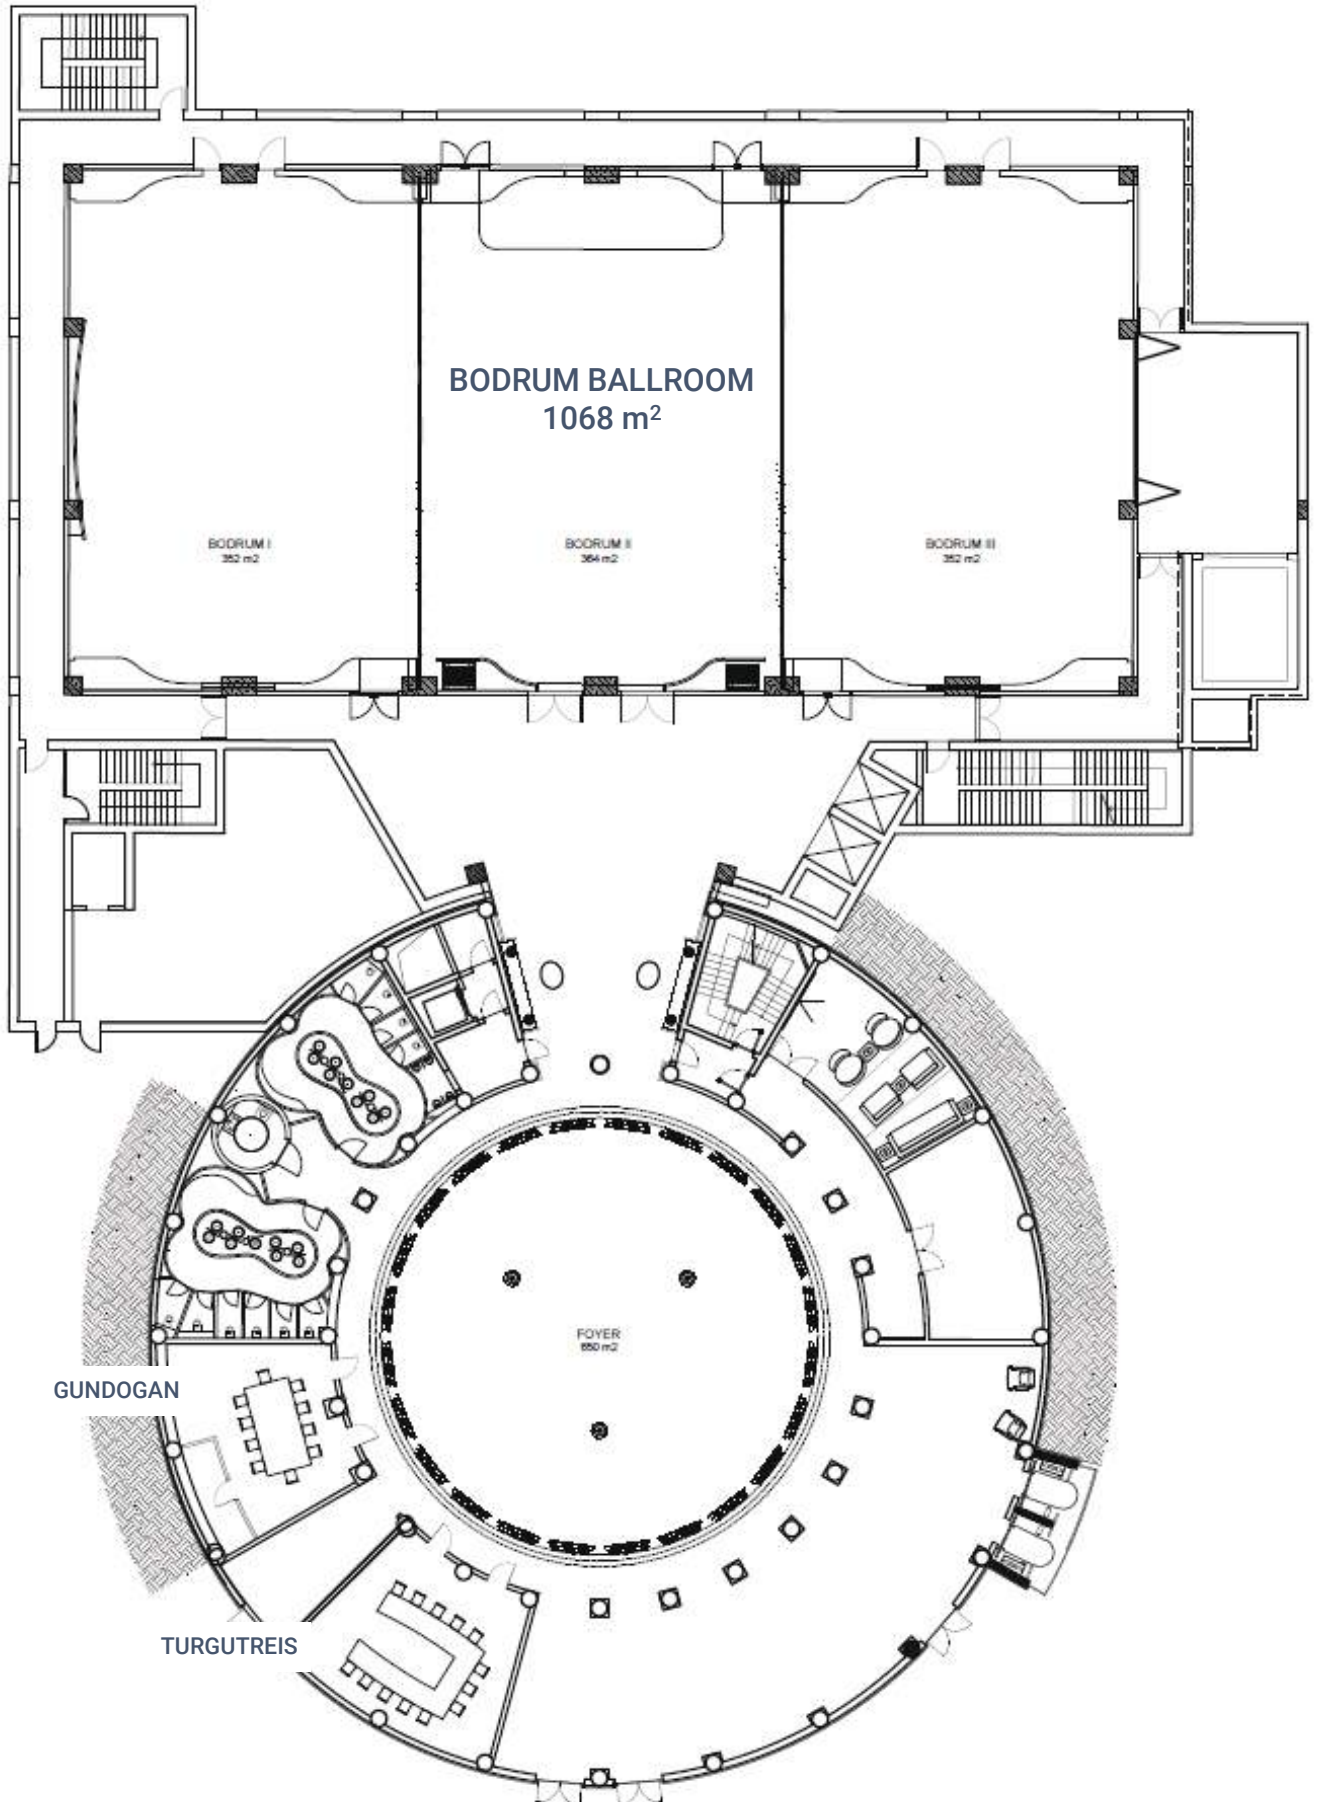 BODRUM BALLROOM
1068 m²
BODRUM I
352 m2
BODRUM II
364 m2
BODRUM III
352 m2
FOYER
650 m2
GUNDOGAN
TURGUTREIS